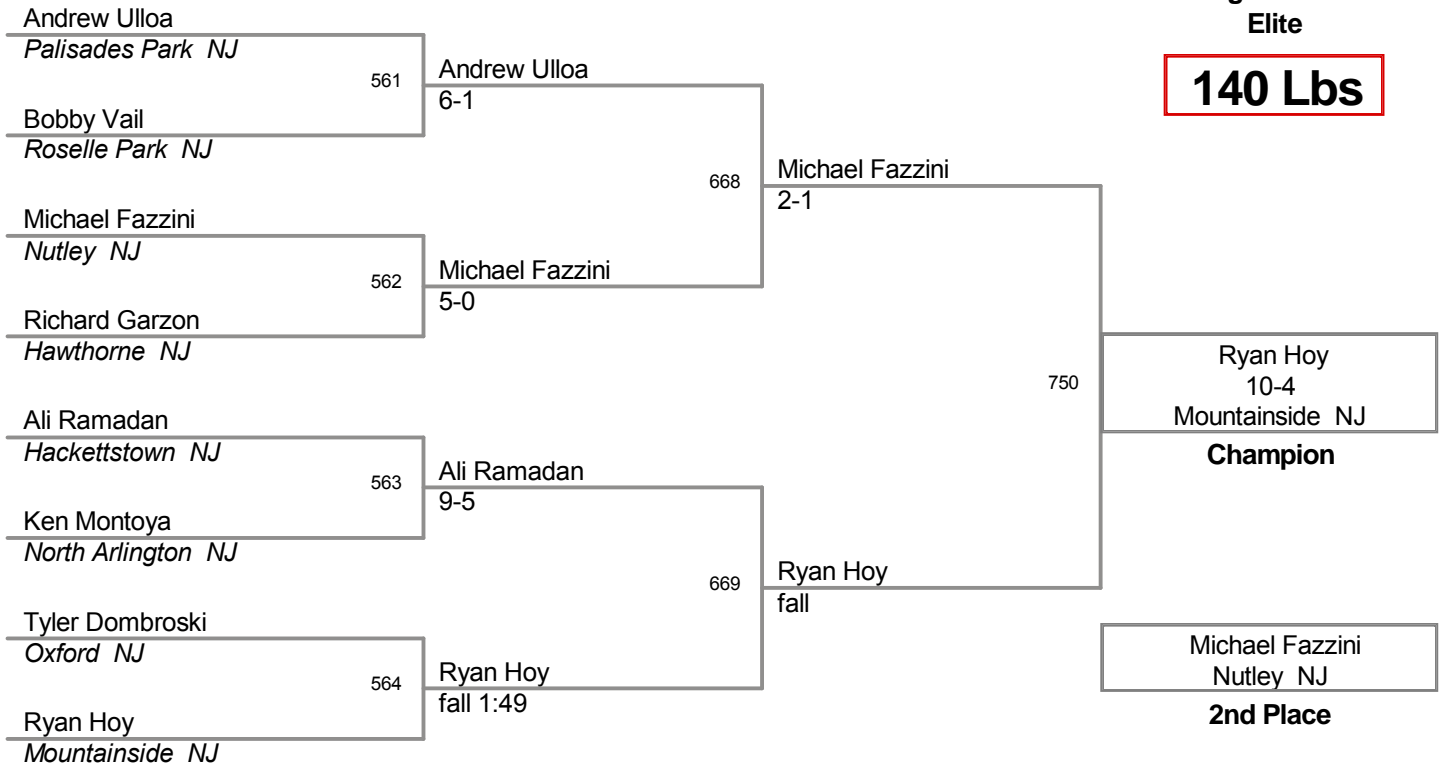 Elite
140 Lbs
Andrew Ulloa
Palisades Park NJ
561
Andrew Ulloa
6-1
Bobby Vail
Roselle Park NJ
668
Michael Fazzini
2-1
Michael Fazzini
Nutley NJ
562
Michael Fazzini
5-0
Richard Garzon
Hawthorne NJ
750
Ryan Hoy
10-4
Mountainside NJ
Champion
Ali Ramadan
Hackettstown NJ
563
Ali Ramadan
9-5
Ken Montoya
North Arlington NJ
669
Ryan Hoy
fall
Tyler Dombroski
Oxford NJ
564
Ryan Hoy
fall 1:49
Ryan Hoy
Mountainside NJ
Michael Fazzini
Nutley NJ
2nd Place